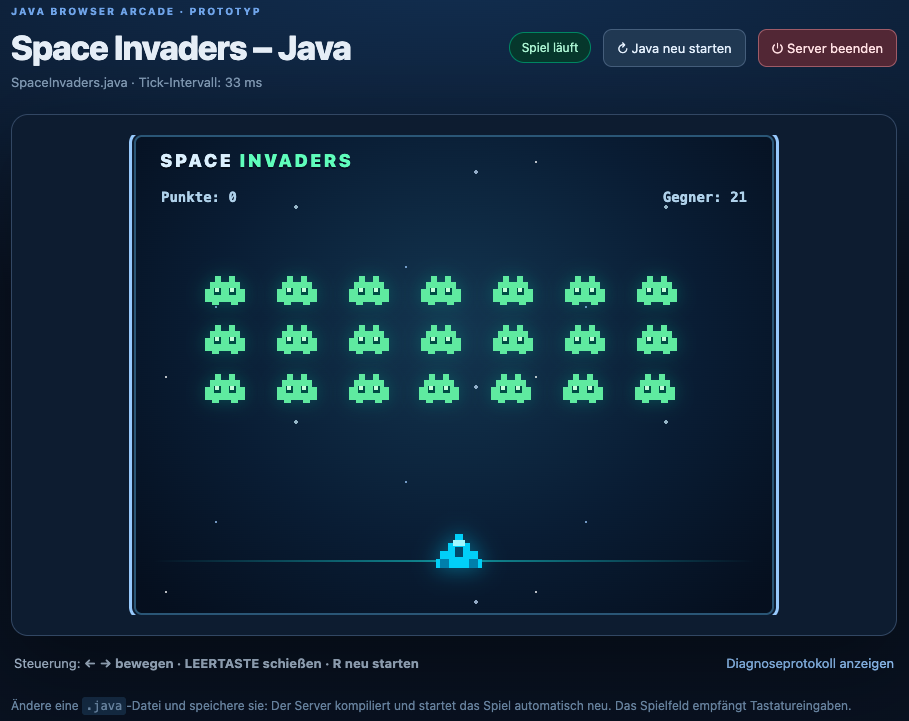 JAVA BROWSER ARCADE · PROTOTYP
Space Invaders – Java
Spiel läuft
↻ Java neu starten
⏻ Server beenden
SpaceInvaders.java · Tick-Intervall: 33 ms
SPACE INVADERS
Punkte: 0
Gegner: 21
Steuerung: ← → bewegen · LEERTASTE schießen · R neu starten
Diagnoseprotokoll anzeigen
Ändere eine .java-Datei und speichere sie: Der Server kompiliert und startet das Spiel automatisch neu. Das Spielfeld empfängt Tastatureingaben.